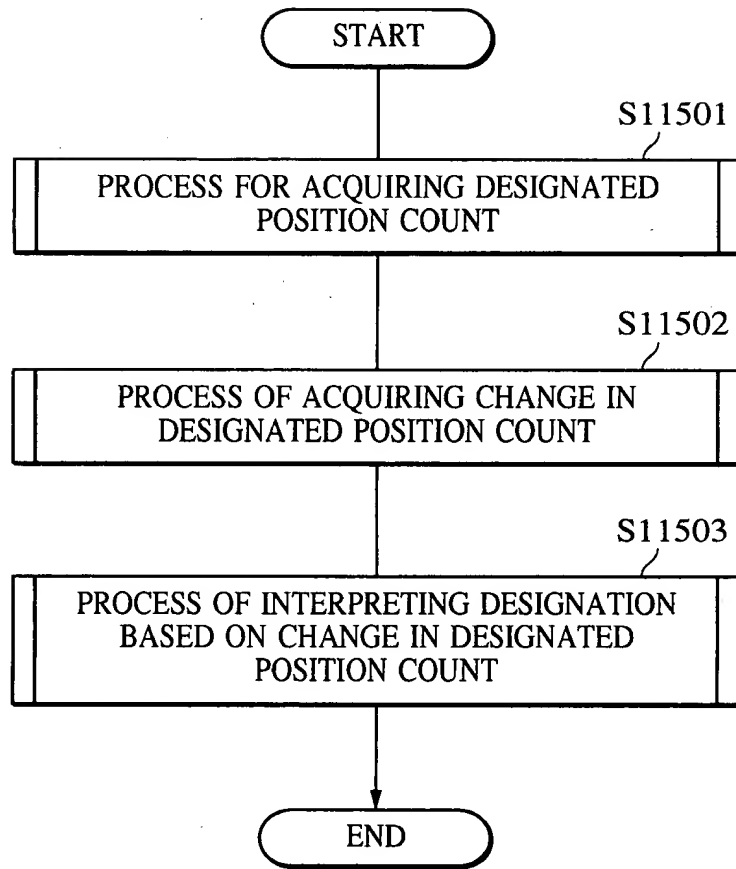 START
S11501
PROCESS FOR ACQUIRING DESIGNATED
POSITION COUNT
S11502
PROCESS OF ACQUIRING CHANGE IN
DESIGNATED POSITION COUNT
S11503
PROCESS OF INTERPRETING DESIGNATION
BASED ON CHANGE IN DESIGNATED
POSITION COUNT
END